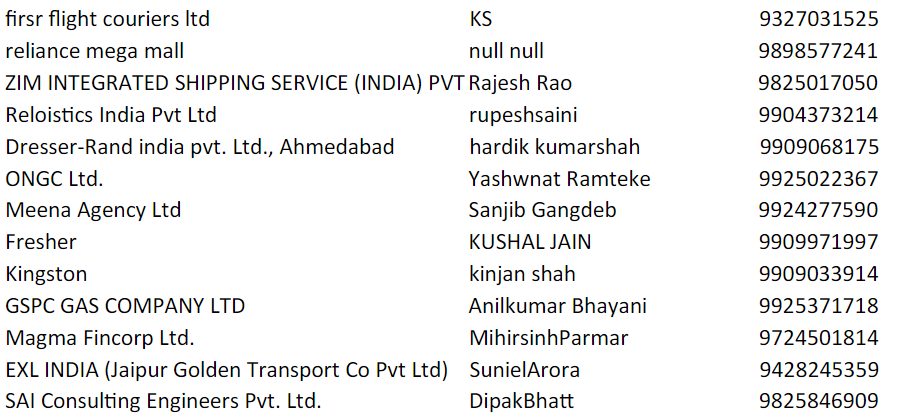 firsr flight couriers ltd KS 9327031525
reliance mega mall null null 9898577241
ZIM INTEGRATED SHIPPING SERVICE (INDIA) PVT Rajesh Rao 9825017050
Reloistics India Pvt Ltd rupeshsaini 9904373214
Dresser-Rand india pvt. Ltd., Ahmedabad hardik kumarshah 9909068175
ONGC Ltd. Yashwnat Ramteke 9925022367
Meena Agency Ltd Sanjib Gangdeb 9924277590
Fresher KUSHAL JAIN 9909971997
Kingston kinjan shah 9909033914
GSPC GAS COMPANY LTD Anilkumar Bhayani 9925371718
Magma Fincorp Ltd. MihirsinhParmar 9724501814
EXL INDIA (Jaipur Golden Transport Co Pvt Ltd) SunielArora 9428245359
SAI Consulting Engineers Pvt. Ltd. DipakBhatt 9825846909